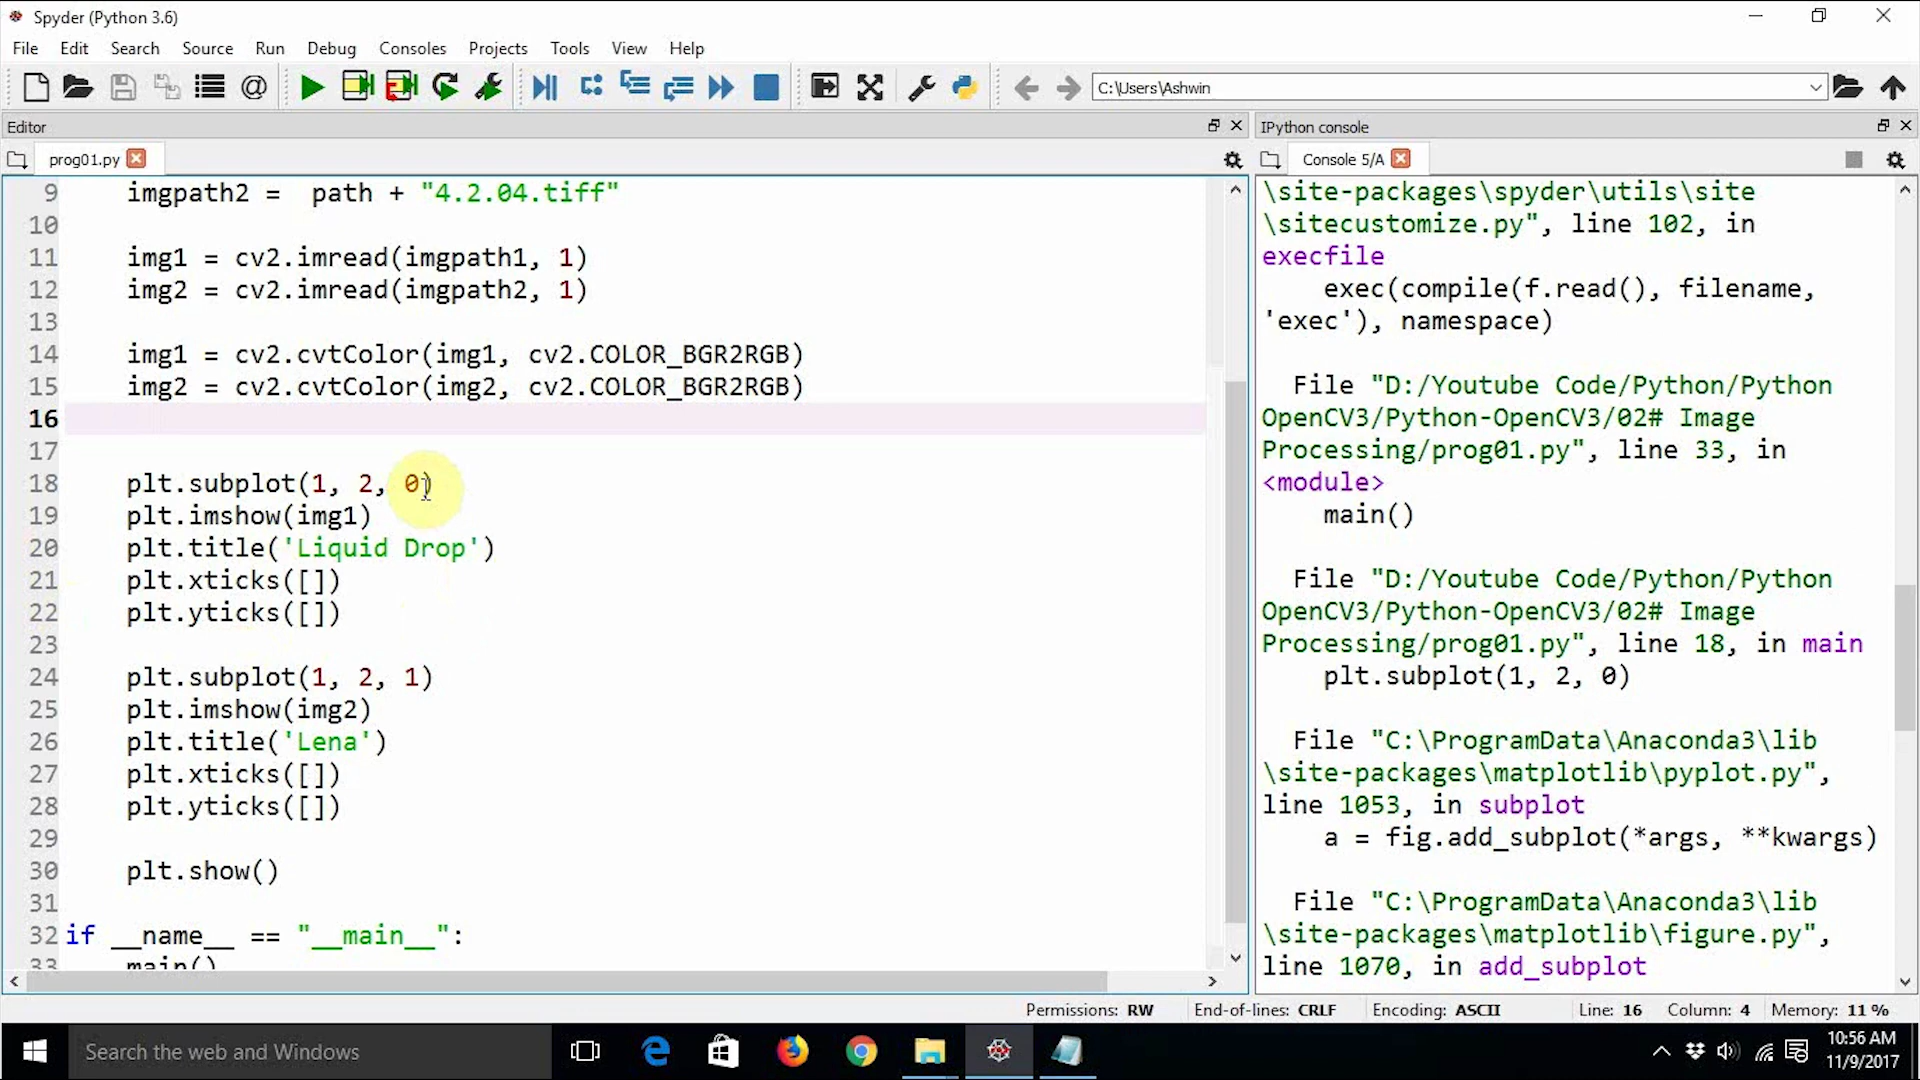 Spyder (Python 3.6)
File Edit Search Source Run Debug Consoles Projects Tools View Help
C:\Users\Ashwin
Editor
prog01.py
9 imgpath2 =  path + "4.2.04.tiff"
10
11 img1 = cv2.imread(imgpath1, 1)
12 img2 = cv2.imread(imgpath2, 1)
13
14 img1 = cv2.cvtColor(img1, cv2.COLOR_BGR2RGB)
15 img2 = cv2.cvtColor(img2, cv2.COLOR_BGR2RGB)
16
17
18 plt.subplot(1, 2, 0)
19 plt.imshow(img1)
20 plt.title('Liquid Drop')
21 plt.xticks([])
22 plt.yticks([])
23
24 plt.subplot(1, 2, 1)
25 plt.imshow(img2)
26 plt.title('Lena')
27 plt.xticks([])
28 plt.yticks([])
29
30 plt.show()
31
32 if __name__ == "__main__":
33 main()
IPython console
Console 5/A
\site-packages\spyder\utils\site
\sitecustomize.py", line 102, in
execfile
exec(compile(f.read(), filename,
'exec'), namespace)
File "D:/Youtube Code/Python/Python
OpenCV3/Python-OpenCV3/02# Image
Processing/prog01.py", line 33, in
<module>
main()
File "D:/Youtube Code/Python/Python
OpenCV3/Python-OpenCV3/02# Image
Processing/prog01.py", line 18, in main
plt.subplot(1, 2, 0)
File "C:\ProgramData\Anaconda3\lib
\site-packages\matplotlib\pyplot.py",
line 1053, in subplot
a = fig.add_subplot(*args, **kwargs)
File "C:\ProgramData\Anaconda3\lib
\site-packages\matplotlib\figure.py",
line 1070, in add_subplot
Permissions: RW End-of-lines: CRLF Encoding: ASCII Line: 16 Column: 4 Memory: 11 %
Search the web and Windows
10:56 AM
11/9/2017